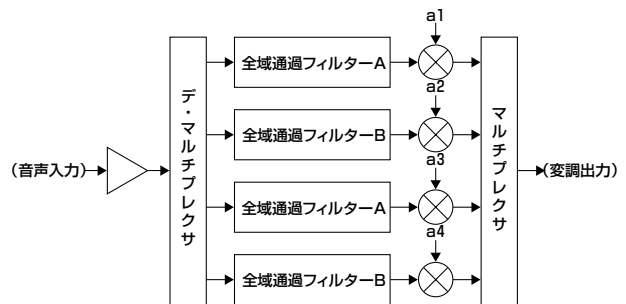 a1
全域通過フィルターA
a2
全域通過フィルターB
a3
全域通過フィルターA
a4
全域通過フィルターB
(音声入力)
デ・マルチプレクサ
マルチプレクサ
(変調出力)